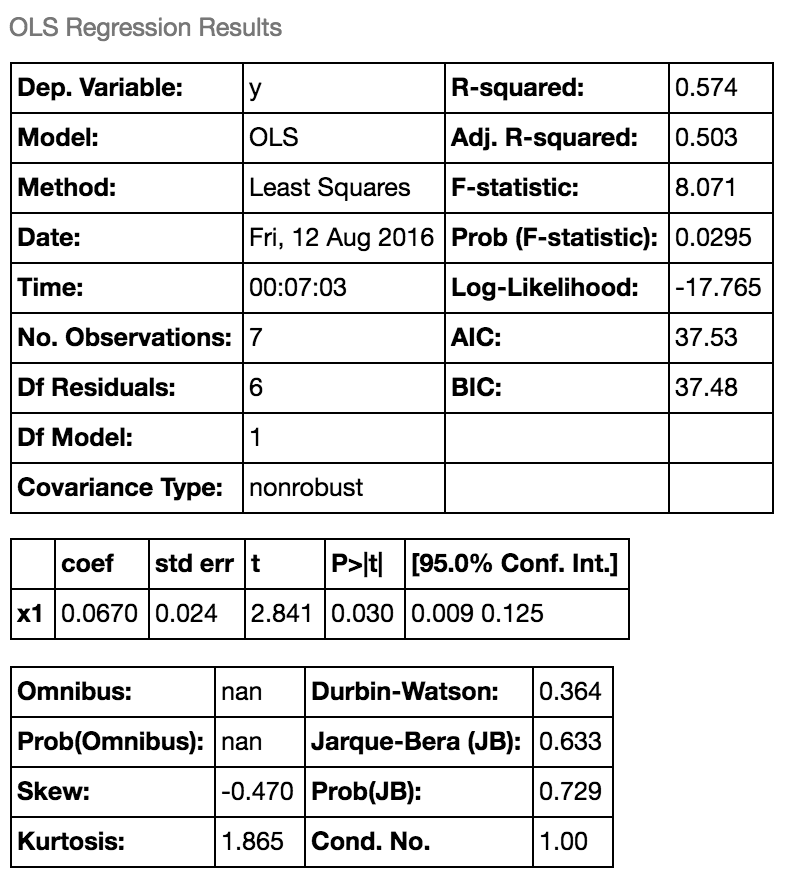 OLS Regression Results
Dep. Variable: y R-squared: 0.574
Model: OLS Adj. R-squared: 0.503
Method: Least Squares F-statistic: 8.071
Date: Fri, 12 Aug 2016 Prob (F-statistic): 0.0295
Time: 00:07:03 Log-Likelihood: -17.765
No. Observations: 7 AIC: 37.53
Df Residuals: 6 BIC: 37.48
Df Model: 1
Covariance Type: nonrobust
coef std err t P>|t| [95.0% Conf. Int.]
x1 0.0670 0.024 2.841 0.030 0.009 0.125
Omnibus: nan Durbin-Watson: 0.364
Prob(Omnibus): nan Jarque-Bera (JB): 0.633
Skew: -0.470 Prob(JB): 0.729
Kurtosis: 1.865 Cond. No. 1.00